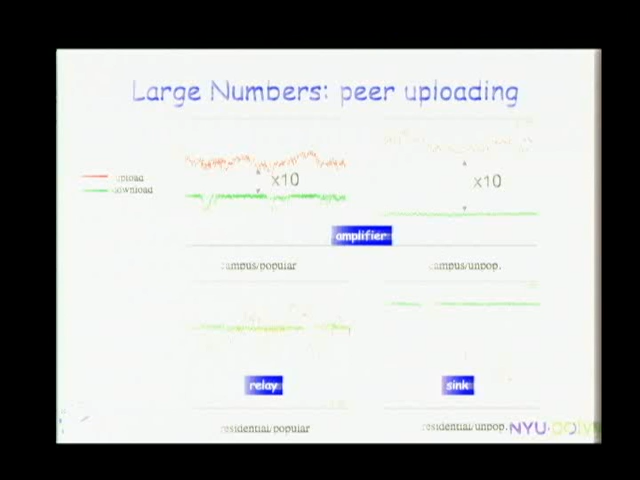 Large Numbers: peer uploading
upload
download
x10
x10
amplifier
campus/popular
campus/unpop.
relay
sink
residential/popular
residential/unpop.
NYU·poly